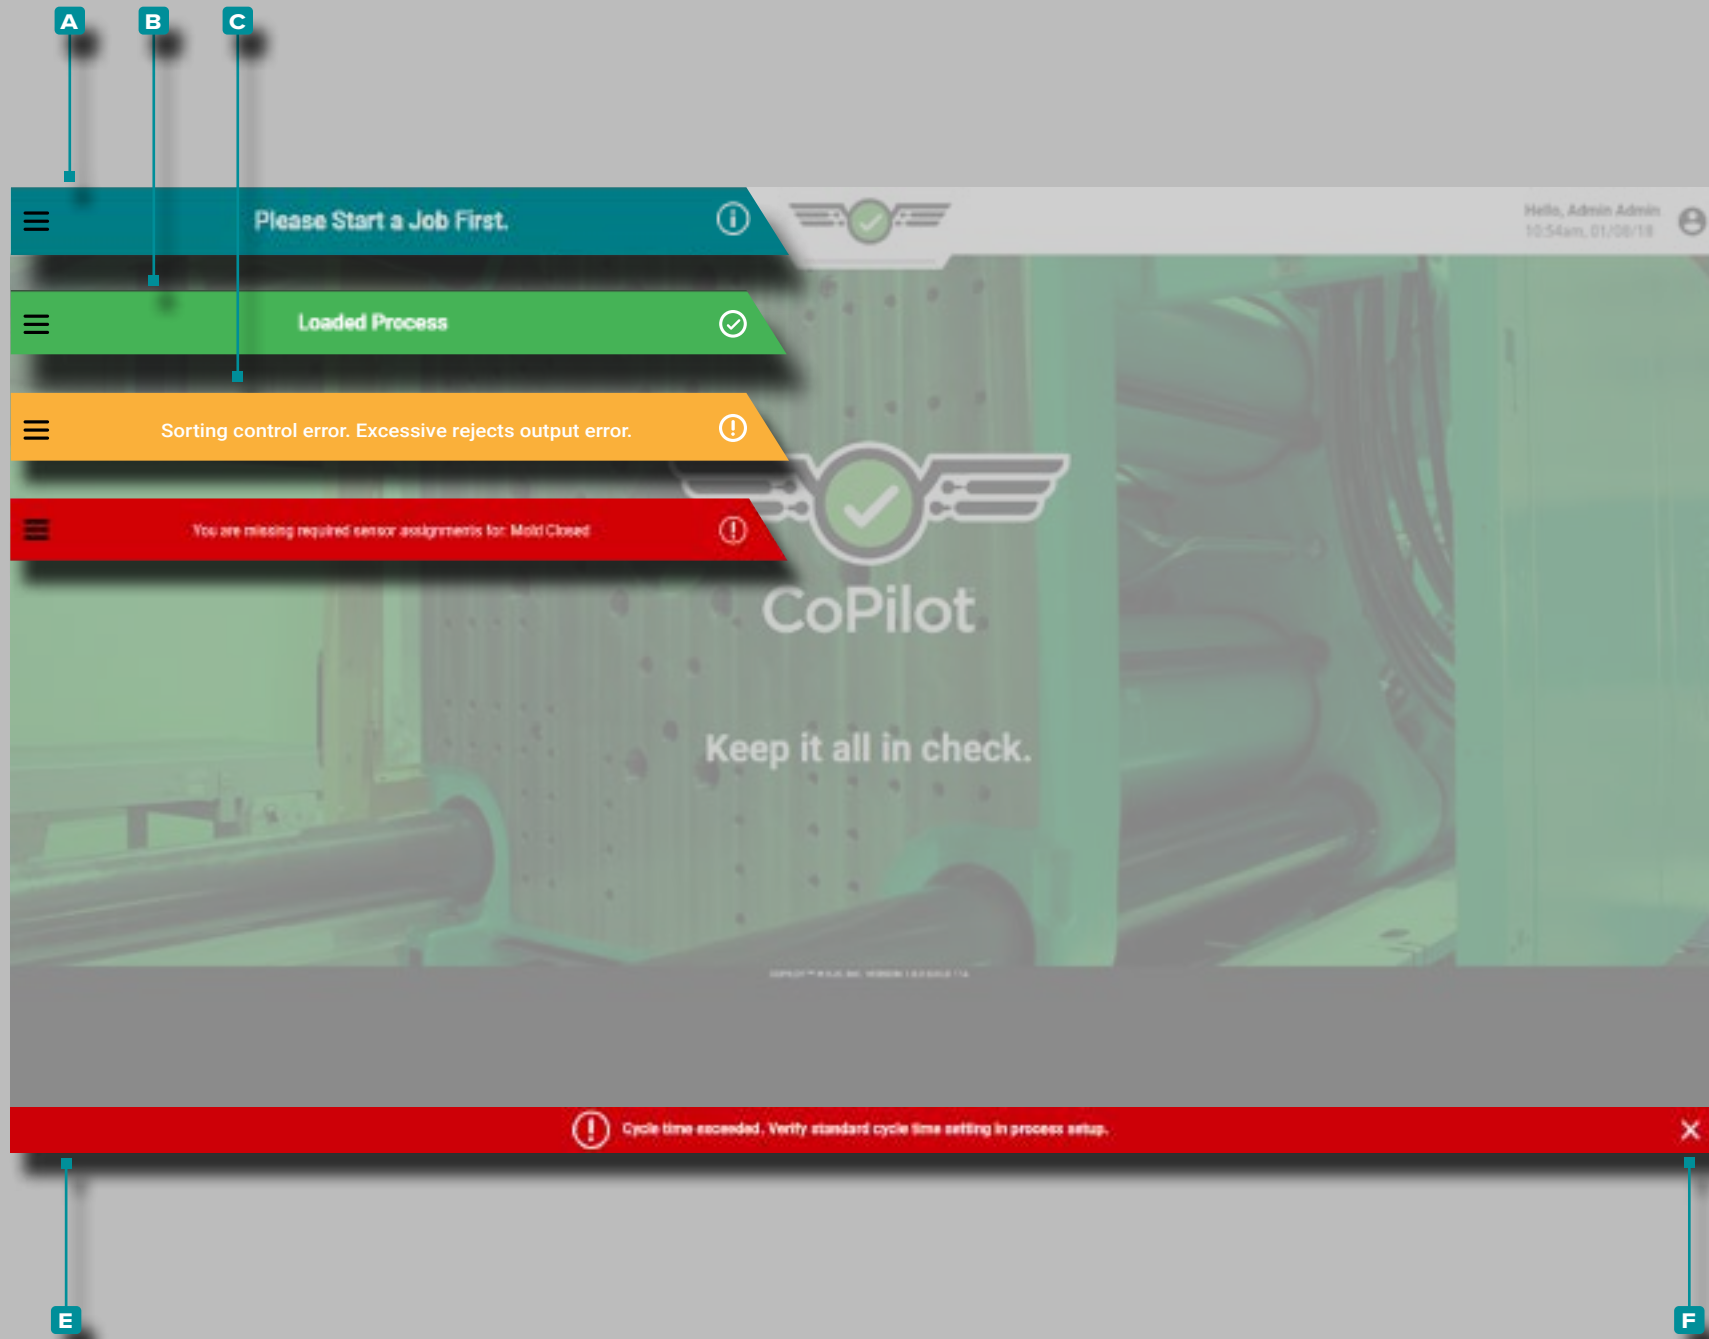 A B C
Please Start a Job First.
Hello, Admin Admin
10:54am, 01/08/18
Loaded Process
Sorting control error. Excessive rejects output error.
You are missing required sensor assignments for: Mold Closed
CoPilot
Keep it all in check.
Cycle time exceeded. Verify standard cycle time setting in process setup.
E F